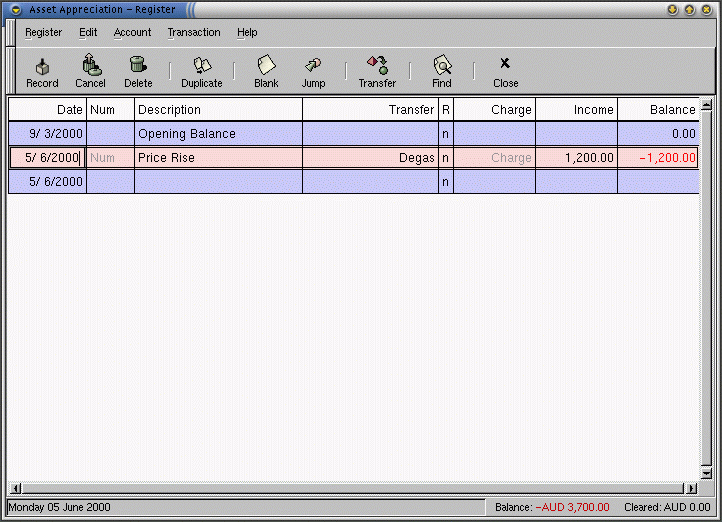 Asset Appreciation – Register
Register Edit Account Transaction Help
Record Cancel Delete Duplicate Blank Jump Transfer Find Close
Date Num Description Transfer R Charge Income Balance
9/ 3/2000 Opening Balance n 0.00
5/ 6/2000 Num Price Rise Degas n Charge 1,200.00 −1,200.00
5/ 6/2000 n
Monday 05 June 2000 Balance: −AUD 3,700.00 Cleared: AUD 0.00